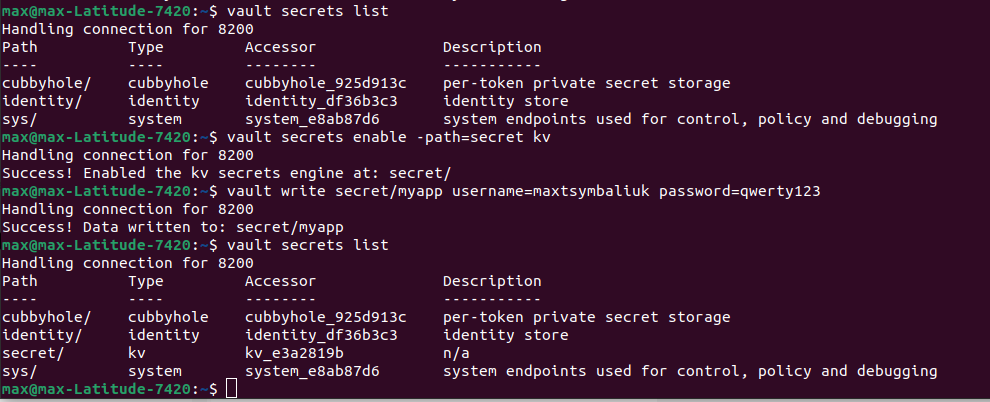 max@max-Latitude-7420:~$ vault secrets list
Handling connection for 8200
Path Type Accessor Description
---- ---- -------- -----------
cubbyhole/ cubbyhole cubbyhole_925d913c per-token private secret storage
identity/ identity identity_df36b3c3 identity store
sys/ system system_e8ab87d6 system endpoints used for control, policy and debugging
max@max-Latitude-7420:~$ vault secrets enable -path=secret kv
Handling connection for 8200
Success! Enabled the kv secrets engine at: secret/
max@max-Latitude-7420:~$ vault write secret/myapp username=maxtsymbaliuk password=qwerty123
Handling connection for 8200
Success! Data written to: secret/myapp
max@max-Latitude-7420:~$ vault secrets list
Handling connection for 8200
Path Type Accessor Description
---- ---- -------- -----------
cubbyhole/ cubbyhole cubbyhole_925d913c per-token private secret storage
identity/ identity identity_df36b3c3 identity store
secret/ kv kv_e3a2819b n/a
sys/ system system_e8ab87d6 system endpoints used for control, policy and debugging
max@max-Latitude-7420:~$